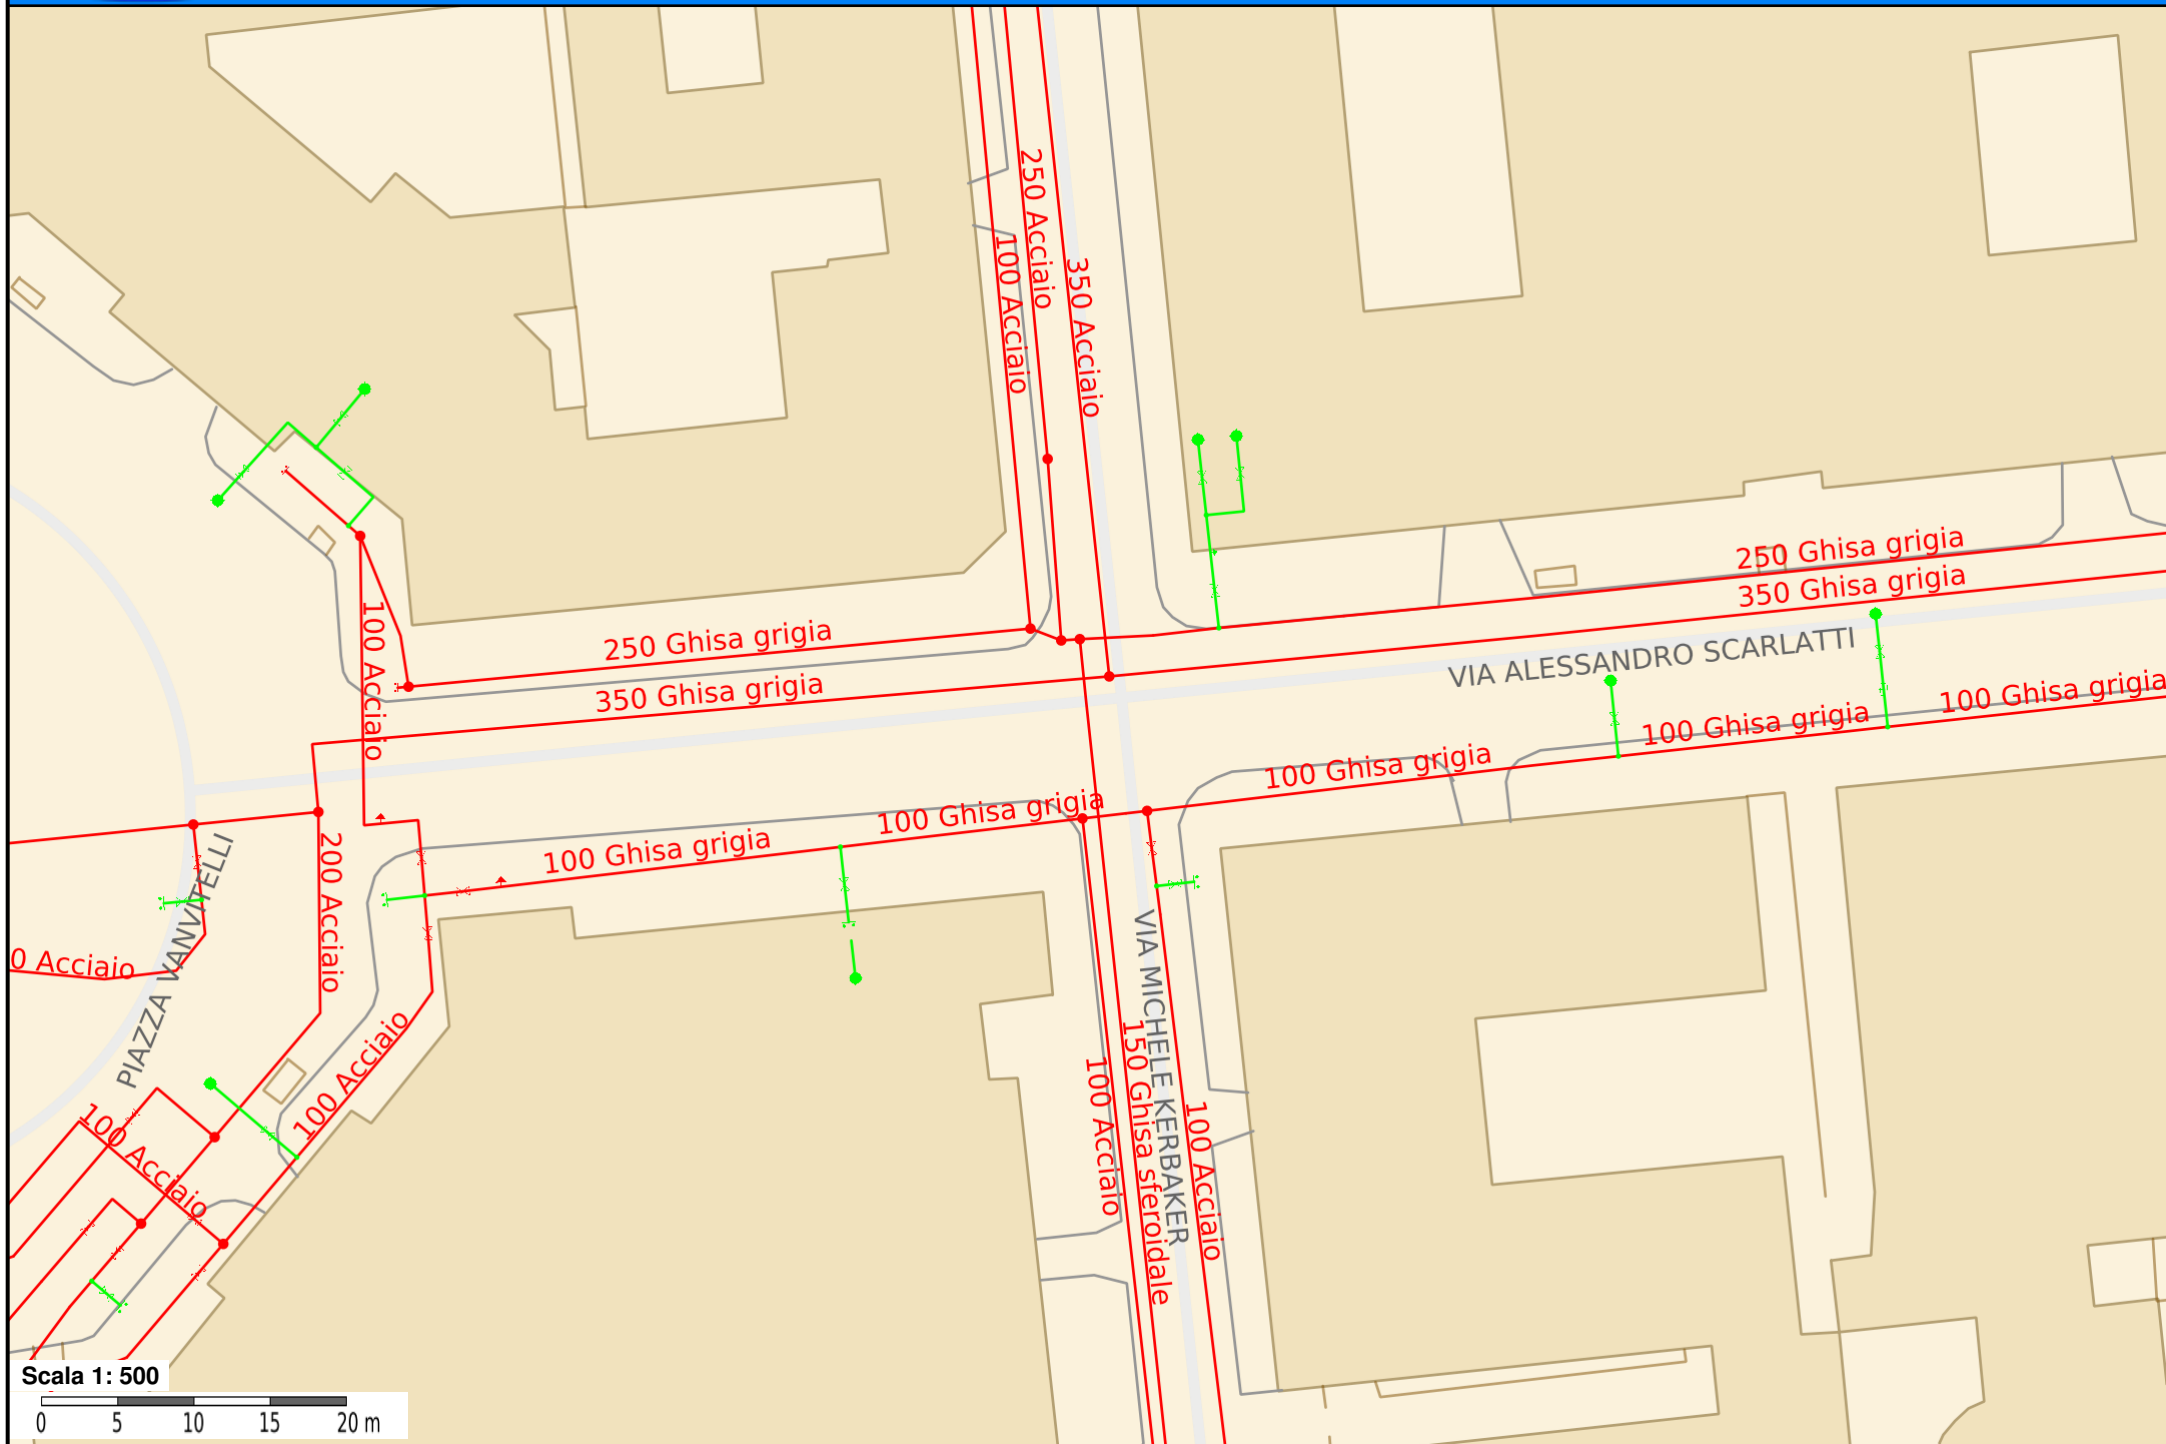 250 Acciaio
100 Acciaio
350 Acciaio
250 Ghisa grigia
350 Ghisa grigia
VIA ALESSANDRO SCARLATTI
100 Acciaio
250 Ghisa grigia
350 Ghisa grigia
100 Ghisa grigia
100 Ghisa grigia
100 Ghisa grigia
100 Ghisa grigia
100 Ghisa grigia
200 Acciaio
PIAZZA VANVITELLI
0 Acciaio
100 Acciaio
100 Acciaio
VIA MICHELE KERBAKER
100 Acciaio
150 Ghisa sferoidale
100 Acciaio
Scala 1: 500
0 5 10 15 20 m